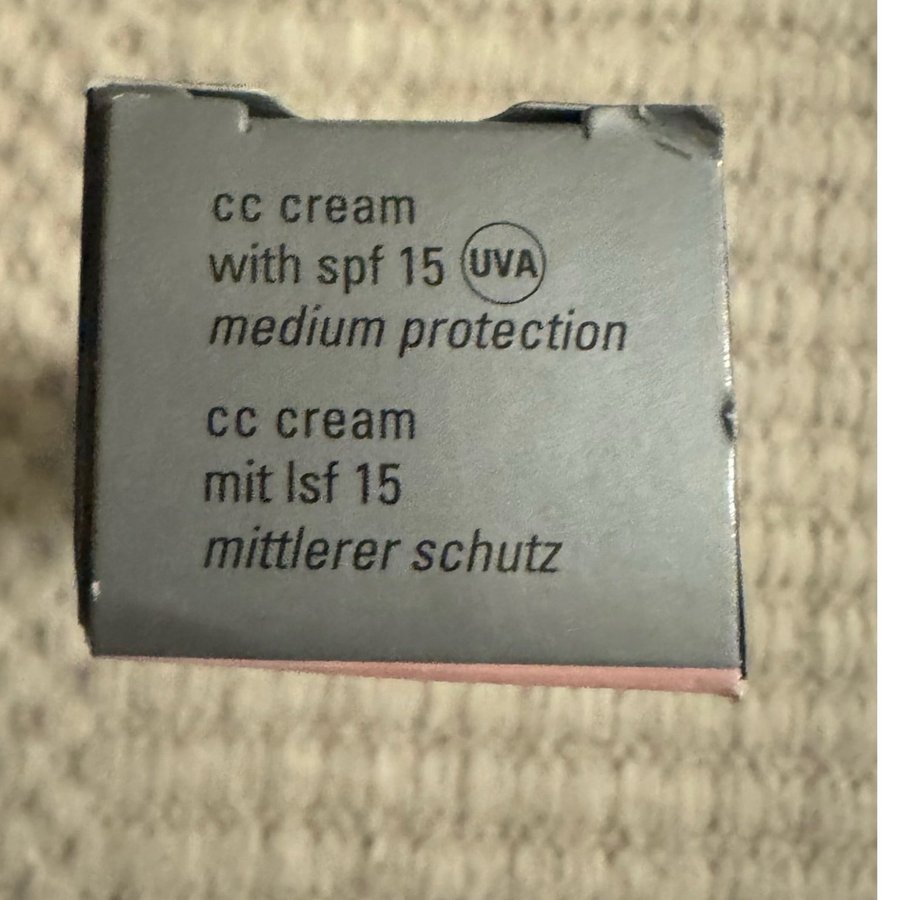 cc cream
with spf 15 UVA
medium protection
cc cream
mit lsf 15
mittlerer schutz